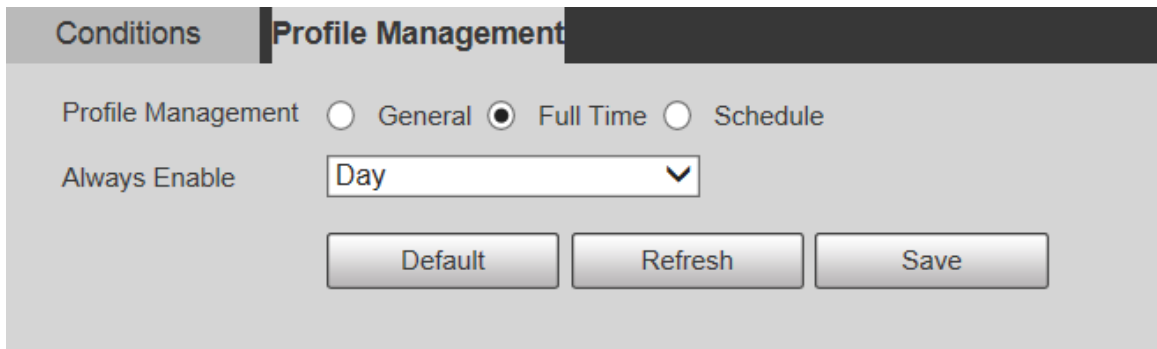 Conditions Profile Management
Profile Management General Full Time Schedule
Always Enable Day
Default Refresh Save